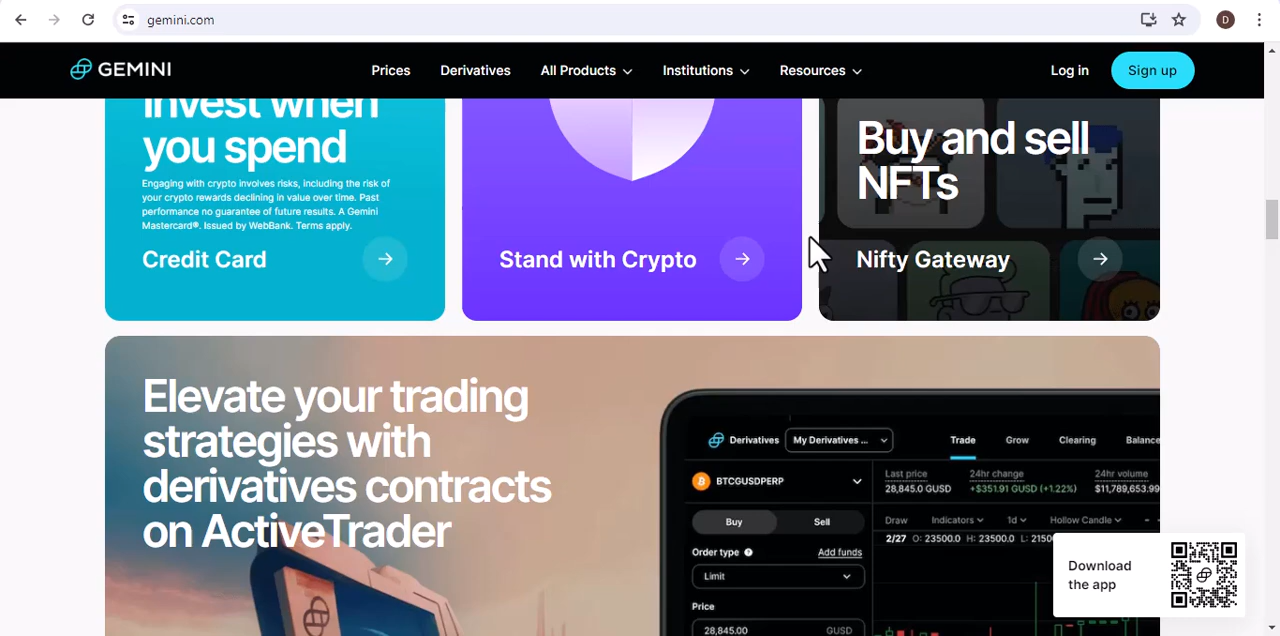 gemini.com
D
GEMINI
Prices
Derivatives
All Products
Institutions
Resources
Log in
Sign up
Invest when
you spend
Engaging with crypto involves risks, including the risk of
your crypto rewards declining in value over time. Past
performance no guarantee of future results. A Gemini
Mastercard®. Issued by WebBank. Terms apply.
Credit Card
Stand with Crypto
Buy and sell
NFTs
Nifty Gateway
Elevate your trading
strategies with
derivatives contracts
on ActiveTrader
Derivatives
My Derivatives ...
Trade
Grow
Clearing
Balance
BTCGUSDPERP
Last price
24hr change
24hr volume
28,845.0 GUSD
+$351.91 GUSD (+1.22%)
$11,789,653.99
Buy
Sell
Draw
Indicators
1d
Hollow Candle
2/27 O: 23500.0 H: 23500.0 L: 2150
Order type
Add funds
Limit
Price
28,845.00
GUSD
Download
the app